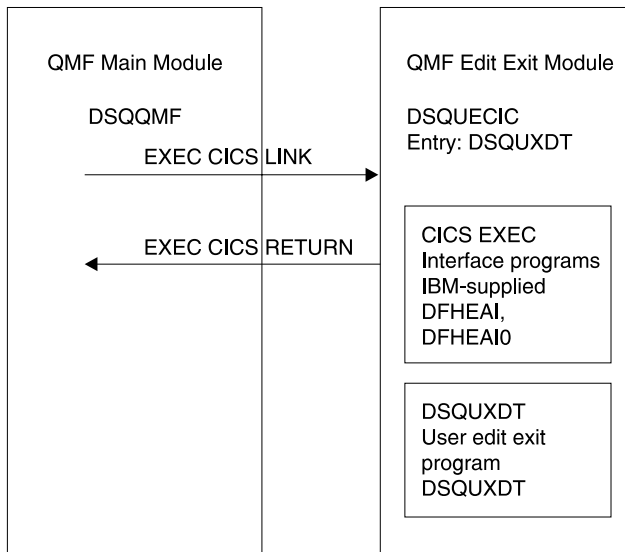 QMF Main Module
DSQQMF
EXEC CICS LINK
EXEC CICS RETURN
QMF Edit Exit Module
DSQUECIC
Entry: DSQUXDT
CICS EXEC
Interface programs
IBM-supplied
DFHEAI,
DFHEAI0
DSQUXDT
User edit exit
program
DSQUXDT